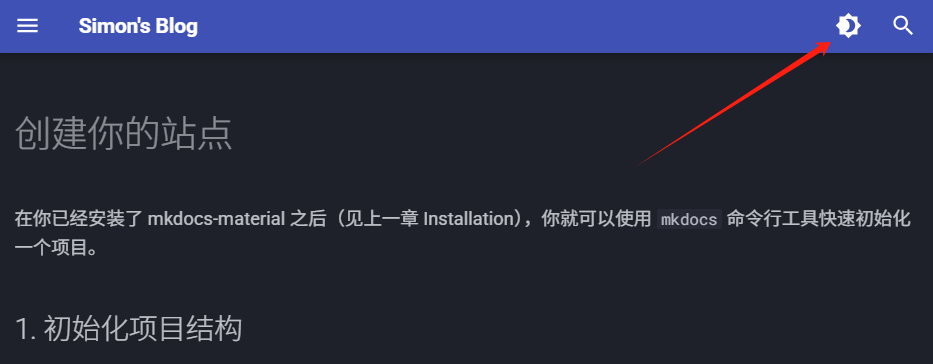 Simon's Blog
创建你的站点
在你已经安装了 mkdocs-material 之后（见上一章 Installation），你就可以使用 mkdocs 命令行工具快速初始化
一个项目。
1. 初始化项目结构